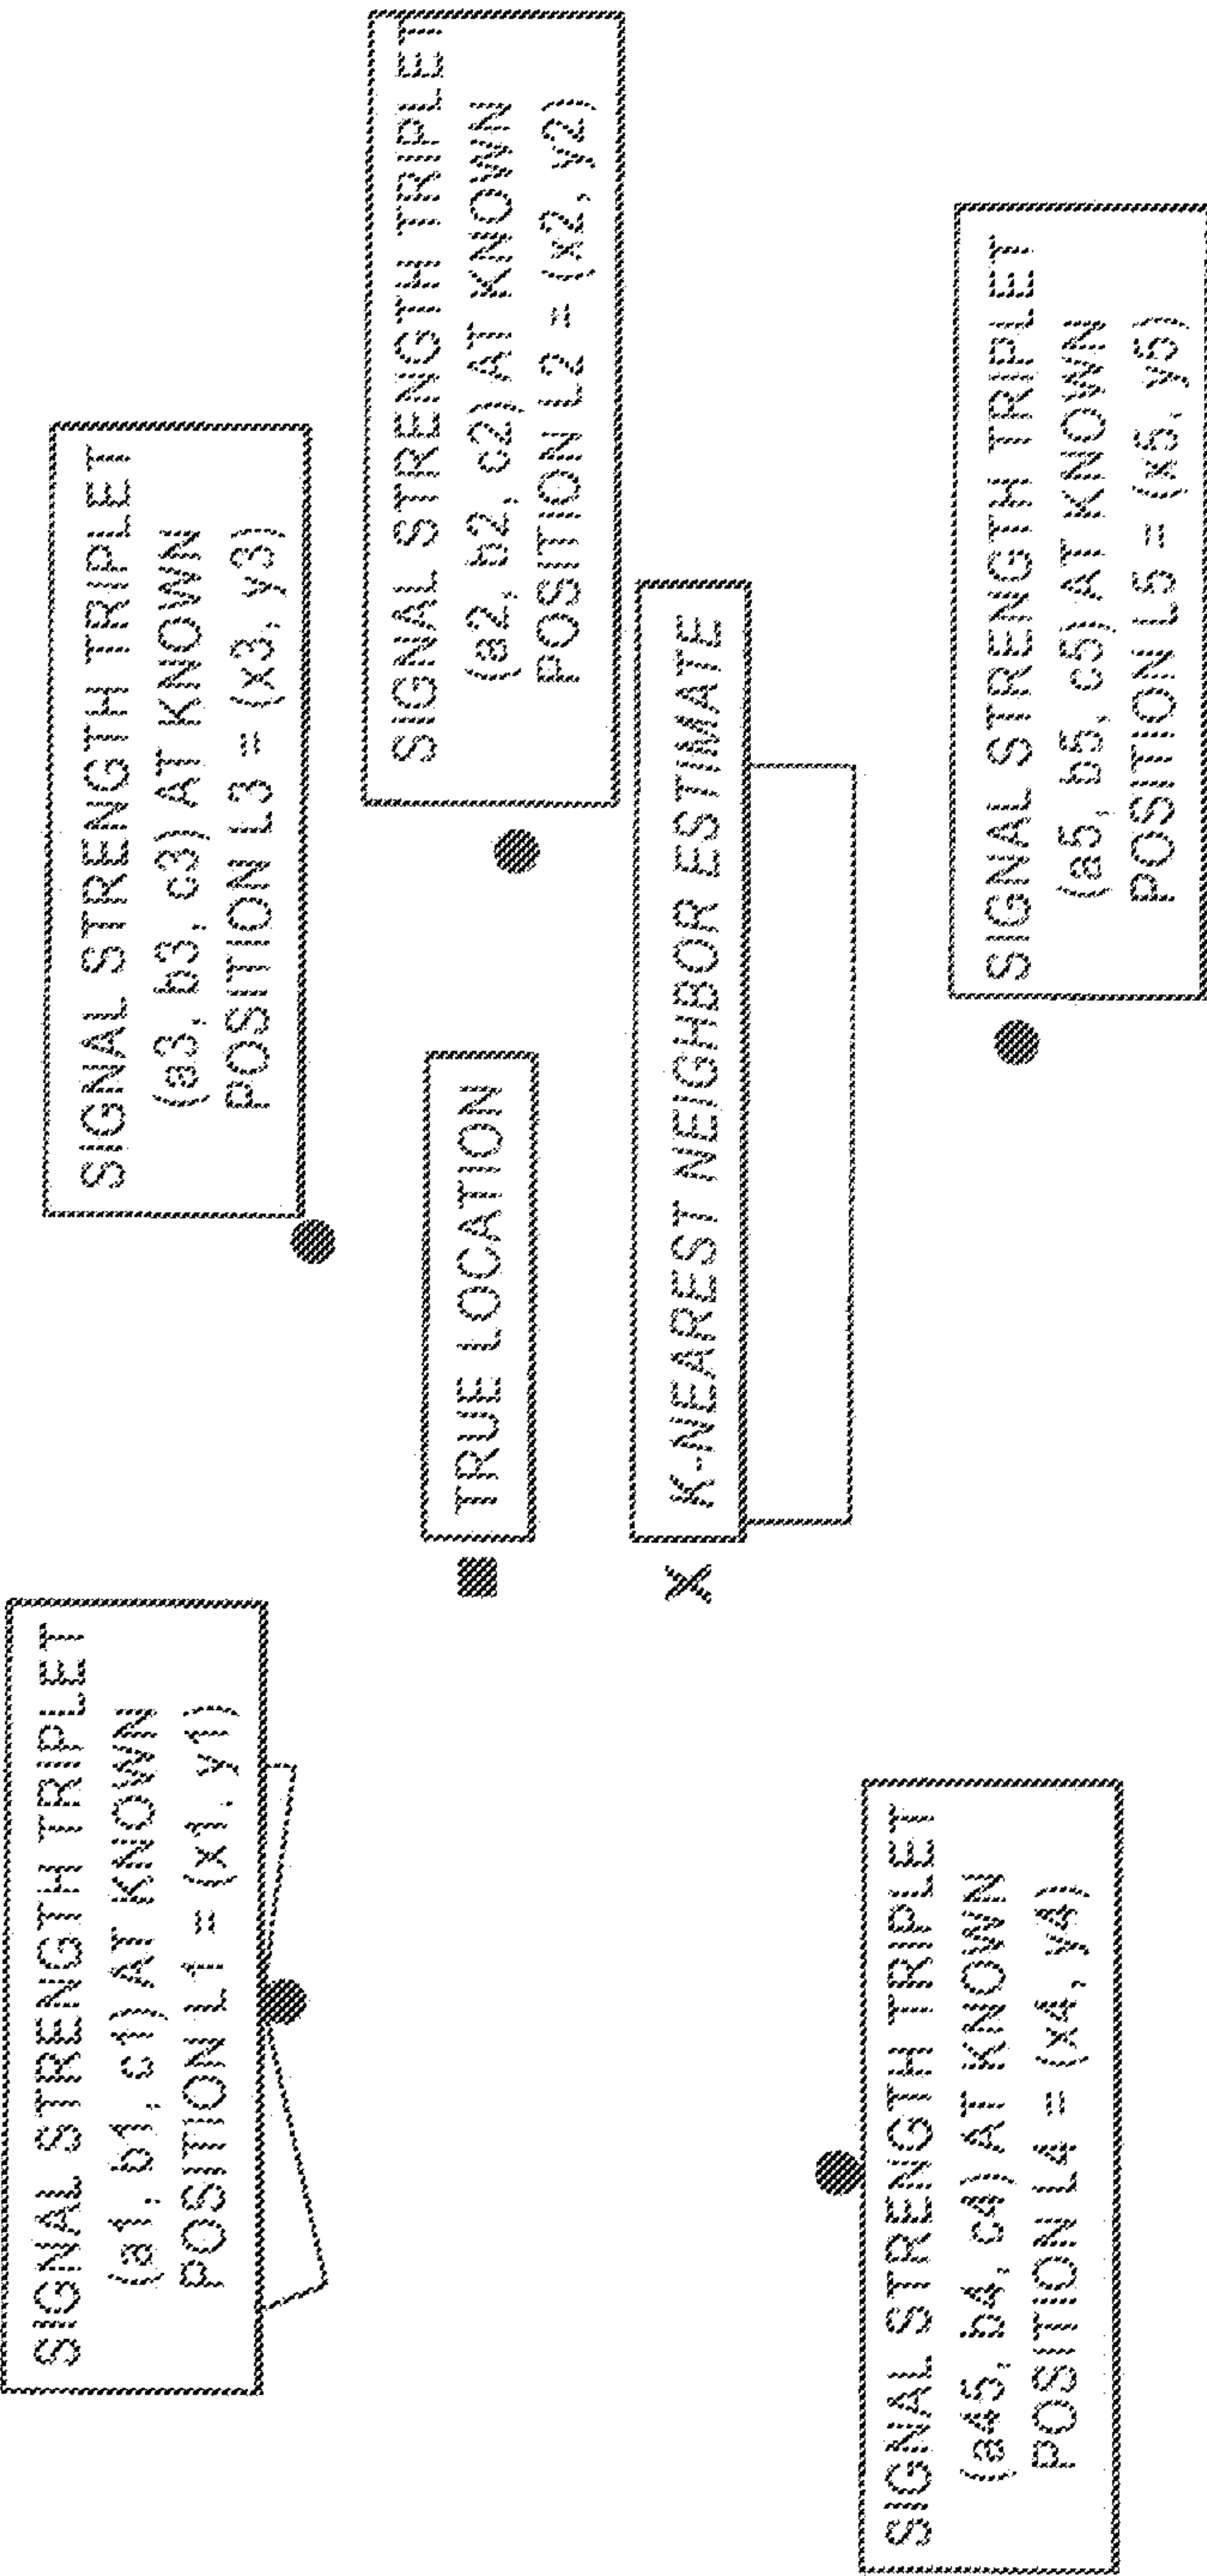 SIGNAL STRENGTH TRIPLET
(a1, b1, c1) AT KNOWN
POSITION L1 = (x1, y1)
SIGNAL STRENGTH TRIPLET
(a3, b3, c3) AT KNOWN
POSITION L3 = (x3, y3)
SIGNAL STRENGTH TRIPLET
(a2, b2, c2) AT KNOWN
POSITION L2 = (x2, y2)
TRUE LOCATION
X K-NEAREST NEIGHBOR ESTIMATE
SIGNAL STRENGTH TRIPLET
(a45, b4, c4) AT KNOWN
POSITION L4 = (x4, y4)
SIGNAL STRENGTH TRIPLET
(a5, b5, c5) AT KNOWN
POSITION L5 = (x5, y5)